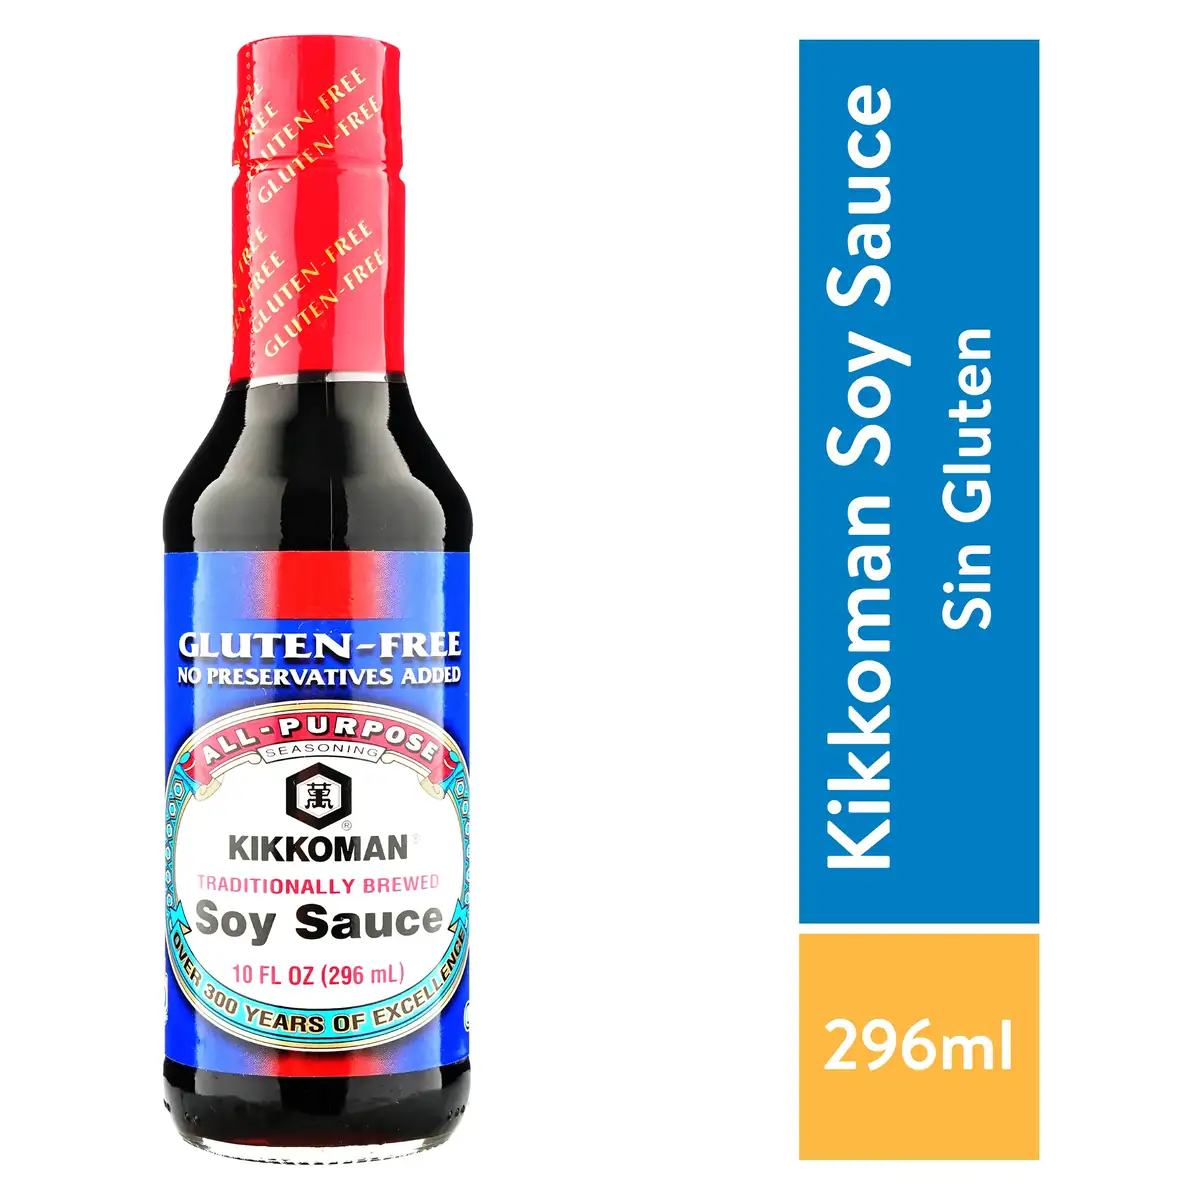 GLUTEN-FREE
GLUTEN-FREE
GLUTEN-FREE
GLUTEN-FREE
GLUTEN-FREE
NO PRESERVATIVES ADDED
ALL-PURPOSE
SEASONING
萬
®
KIKKOMAN®
TRADITIONALLY BREWED
Soy Sauce
10 FL OZ (296 mL)
OVER 300 YEARS OF EXCELLENCE
Kikkoman Soy Sauce
Sin Gluten
296ml